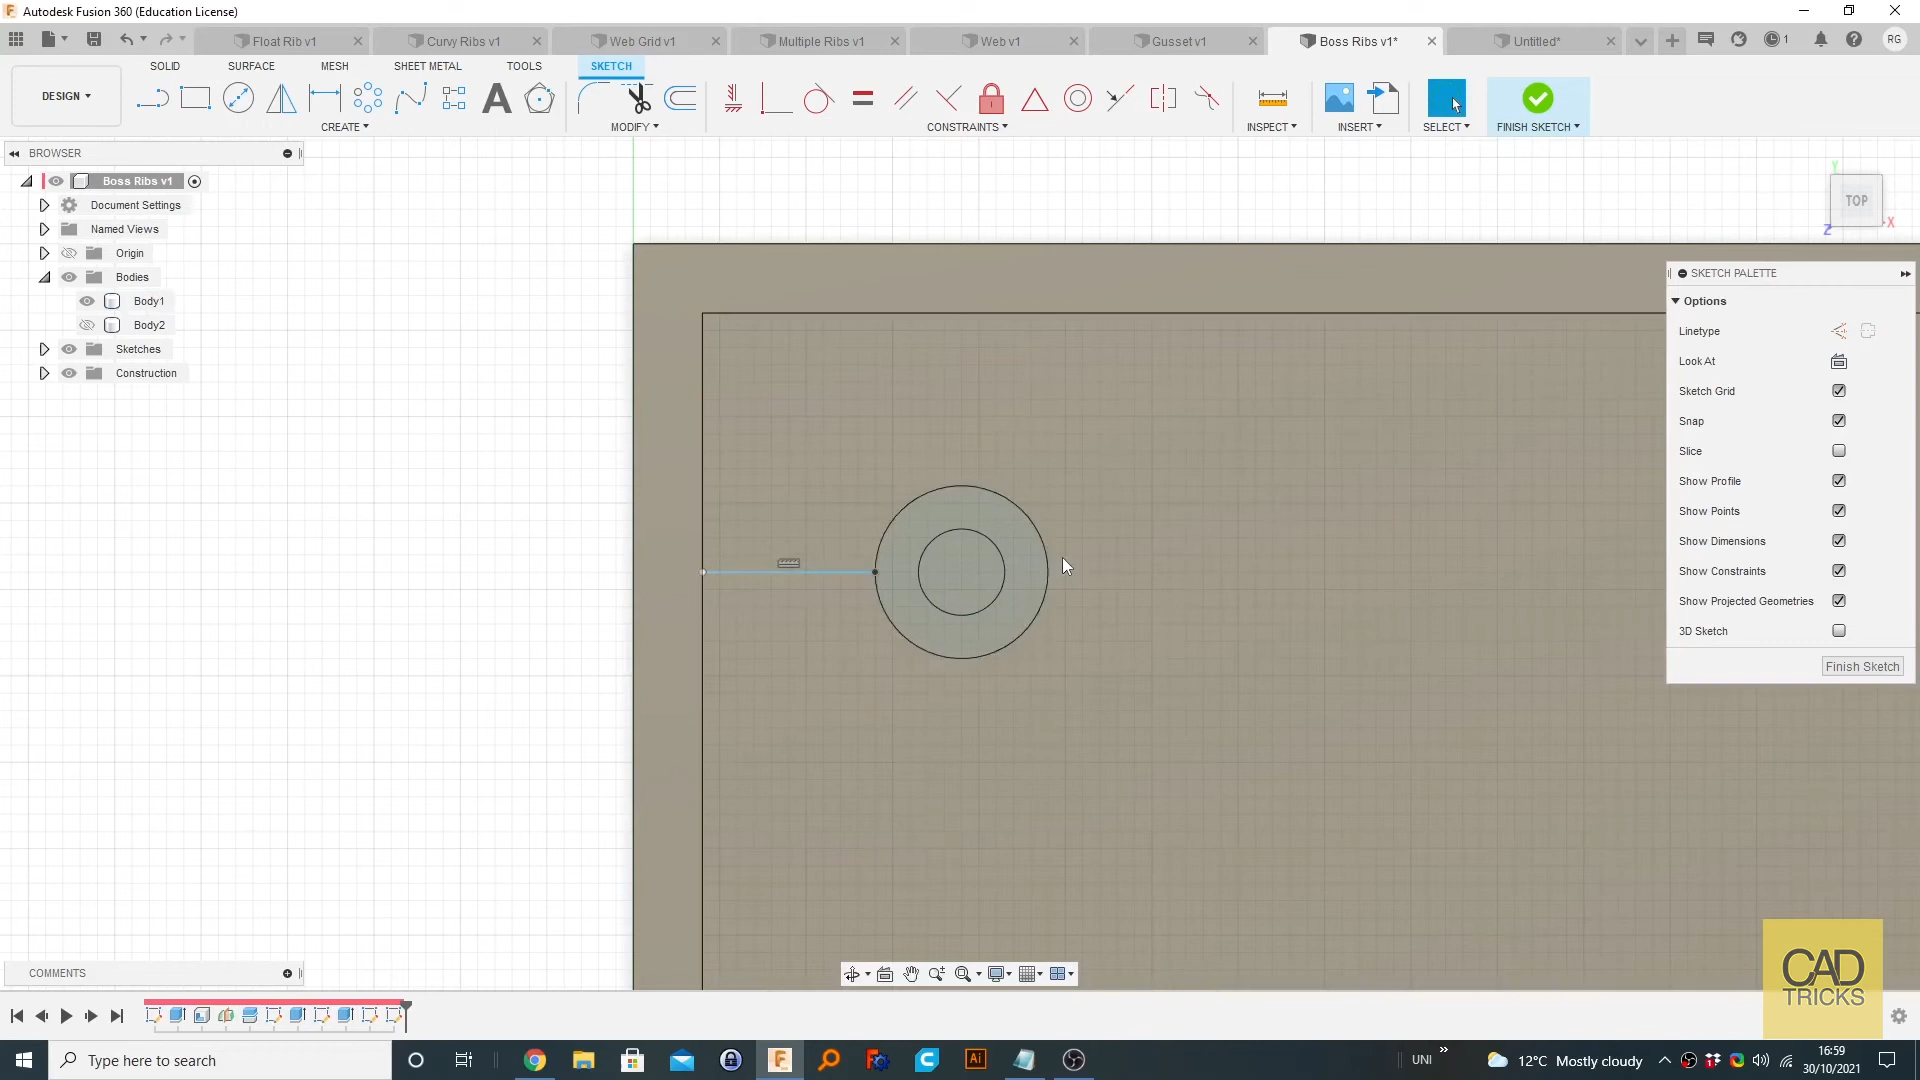 Autodesk Fusion 360 (Education License)
Float Rib v1
Curvy Ribs v1
Web Grid v1
Multiple Ribs v1
Web v1
Gusset v1
Boss Ribs v1*
Untitled*
1
RG
DESIGN
SOLID
SURFACE
MESH
SHEET METAL
TOOLS
SKETCH
CREATE
MODIFY
CONSTRAINTS
INSPECT
INSERT
SELECT
FINISH SKETCH
BROWSER
Boss Ribs v1
Document Settings
Named Views
Origin
Bodies
Body1
Body2
Sketches
Construction
Y
TOP
X
Z
SKETCH PALETTE
Options
Linetype
Look At
Sketch Grid
Snap
Slice
Show Profile
Show Points
Show Dimensions
Show Constraints
Show Projected Geometries
3D Sketch
Finish Sketch
COMMENTS
CAD
TRICKS
Type here to search
Ai
UNI
12°C Mostly cloudy
16:59
30/10/2021